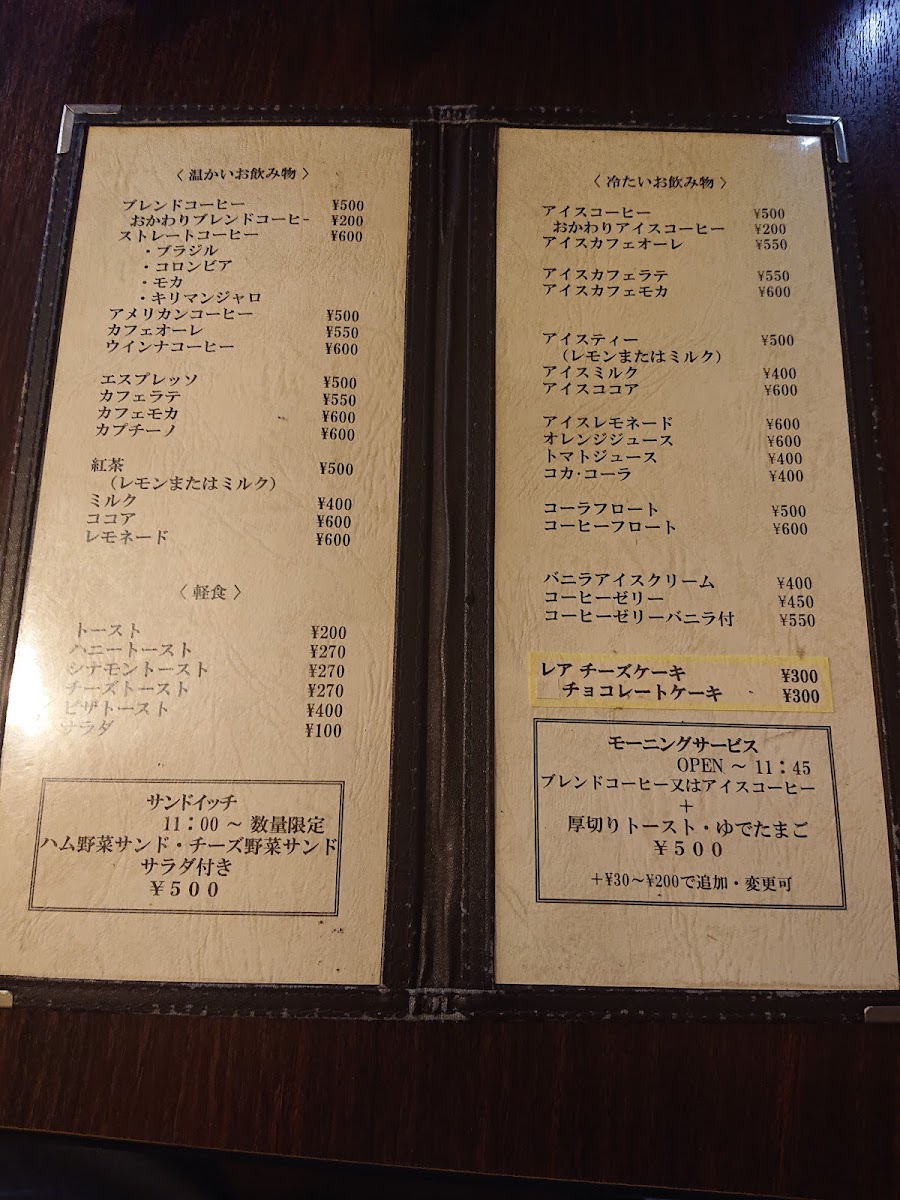 〈 温かいお飲み物 〉
ブレンドコーヒー ¥500
おかわりブレンドコーヒ- ¥200
ストレートコーヒー ¥600
・ブラジル
・コロンビア
・モカ
・キリマンジャロ
アメリカンコーヒー ¥500
カフェオーレ ¥550
ウインナコーヒー ¥600
エスプレッソ ¥500
カフェラテ ¥550
カフェモカ ¥600
カプチーノ ¥600
紅茶 ¥500
（レモンまたはミルク）
ミルク ¥400
ココア ¥600
レモネード ¥600
〈 軽食 〉
トースト ¥200
ハニートースト ¥270
シナモントースト ¥270
チーズトースト ¥270
ピザトースト ¥400
サラダ ¥100
サンドイッチ
11：00 ～ 数量限定
ハム野菜サンド・チーズ野菜サンド
サラダ付き
￥５００
〈 冷たいお飲み物 〉
アイスコーヒー ¥500
おかわりアイスコーヒー ¥200
アイスカフェオーレ ¥550
アイスカフェラテ ¥550
アイスカフェモカ ¥600
アイスティー ¥500
（レモンまたはミルク）
アイスミルク ¥400
アイスココア ¥600
アイスレモネード ¥600
オレンジジュース ¥600
トマトジュース ¥400
コカ・コーラ ¥400
コーラフロート ¥500
コーヒーフロート ¥600
バニラアイスクリーム ¥400
コーヒーゼリー ¥450
コーヒーゼリーバニラ付 ¥550
レア チーズケーキ ¥300
チョコレートケーキ ¥300
モーニングサービス
OPEN ～ 11：45
ブレンドコーヒー又はアイスコーヒー
＋
厚切りトースト・ゆでたまご
￥５００
＋¥30～¥200で追加・変更可